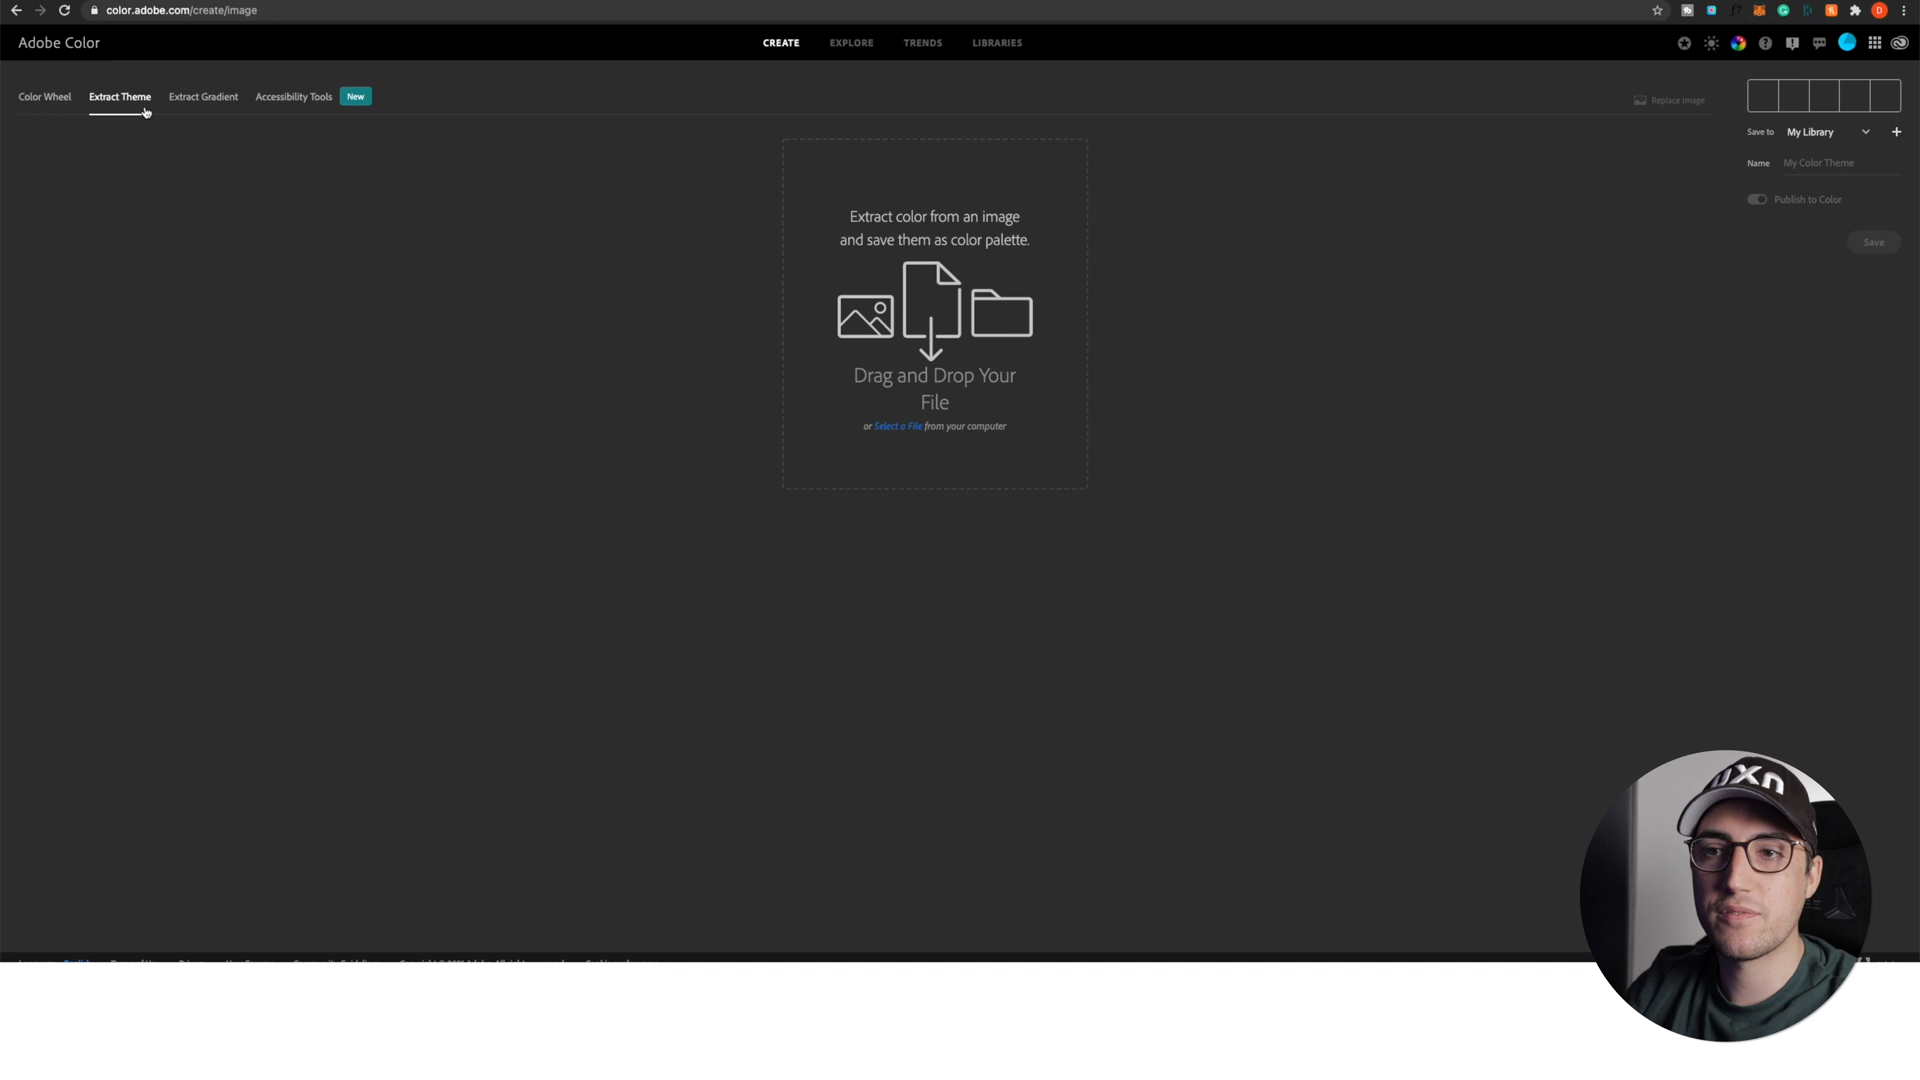 color.adobe.com/create/image
Adobe Color
CREATE EXPLORE TRENDS LIBRARIES
Color Wheel Extract Theme Extract Gradient Accessibility Tools New
Replace Image
Save to My Library
Name My Color Theme
Publish to Color
Save
Extract color from an image
and save them as color palette.
Drag and Drop Your
File
or Select a File from your computer
uxn